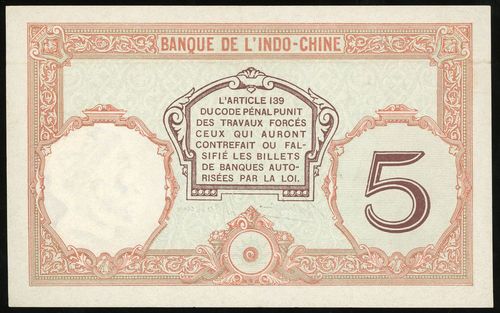 BANQUE DE L'INDO-CHINE
L'ARTICLE 139
DU CODE PÉNAL PUNIT
DES TRAVAUX FORCÉS
CEUX QUI AURONT
CONTREFAIT OU FAL-
SIFIÉ LES BILLETS
DE BANQUES AUTO-
RISÉES PAR LA LOI.
5